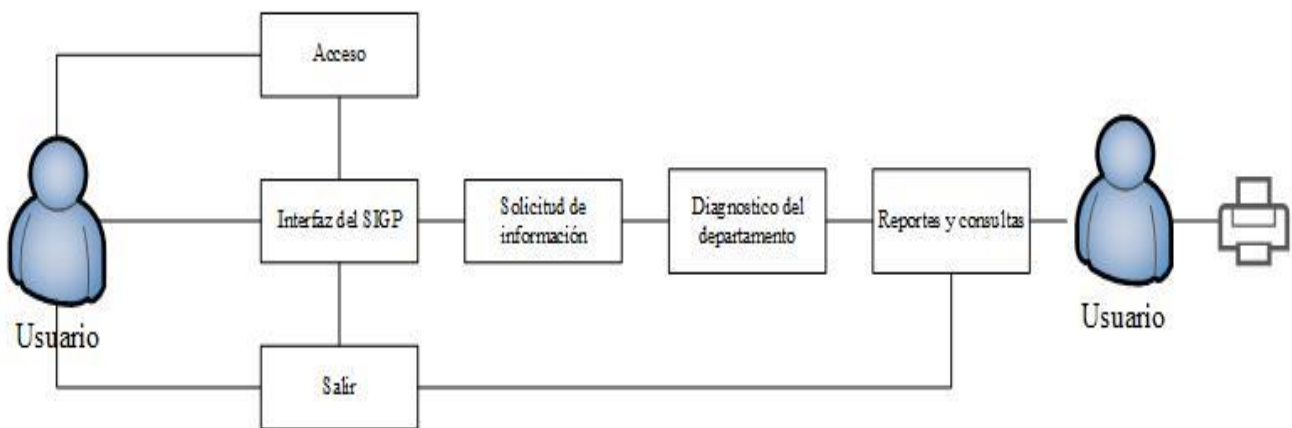 Acceso
Interfaz del SIGP
Solicitud de
información
Diagnostico del
departamento
Reportes y consultas
Usuario
Usuario
Salir